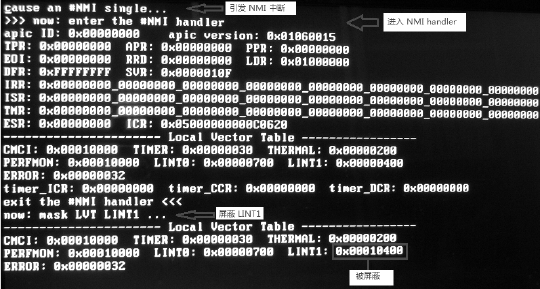 cause an #NMI single... 引发 NMI 中断
>>> now: enter the #NMI handler 进入 NMI handler
apic ID: 0x00000000 apic version: 0x01060015
TPR: 0x00000000 APR: 0x00000000 PPR: 0x00000000
EOI: 0x00000000 RRD: 0x00000000 LDR: 0x01000000
DFR: 0xFFFFFFFF SVR: 0x0000010F
IRR: 0x00000000_00000000_00000000_00000000_00000000_00000000_00000000_00000000
ISR: 0x00000000_00000000_00000000_00000000_00000000_00000000_00000000_00000000
TMR: 0x00000000_00000000_00000000_00000000_00000000_00000000_00000000_00000000
ESR: 0x00000000 ICR: 0x05000000000C0620
---------------------- Local Vector Table ----------------
CMCI: 0x00010000 TIMER: 0x00000030 THERMAL: 0x00000200
PERFMON: 0x00010000 LINT0: 0x00000700 LINT1: 0x00000400
ERROR: 0x00000032
timer_ICR: 0x00000000 timer_CCR: 0x00000000 timer_DCR: 0x00000000
exit the #NMI handler <<<
now: mask LVT LINT1 ... 屏蔽 LINT1
---------------------- Local Vector Table ----------------
CMCI: 0x00010000 TIMER: 0x00000030 THERMAL: 0x00000200
PERFMON: 0x00010000 LINT0: 0x00000700 LINT1: 0x00010400
ERROR: 0x00000032
被屏蔽